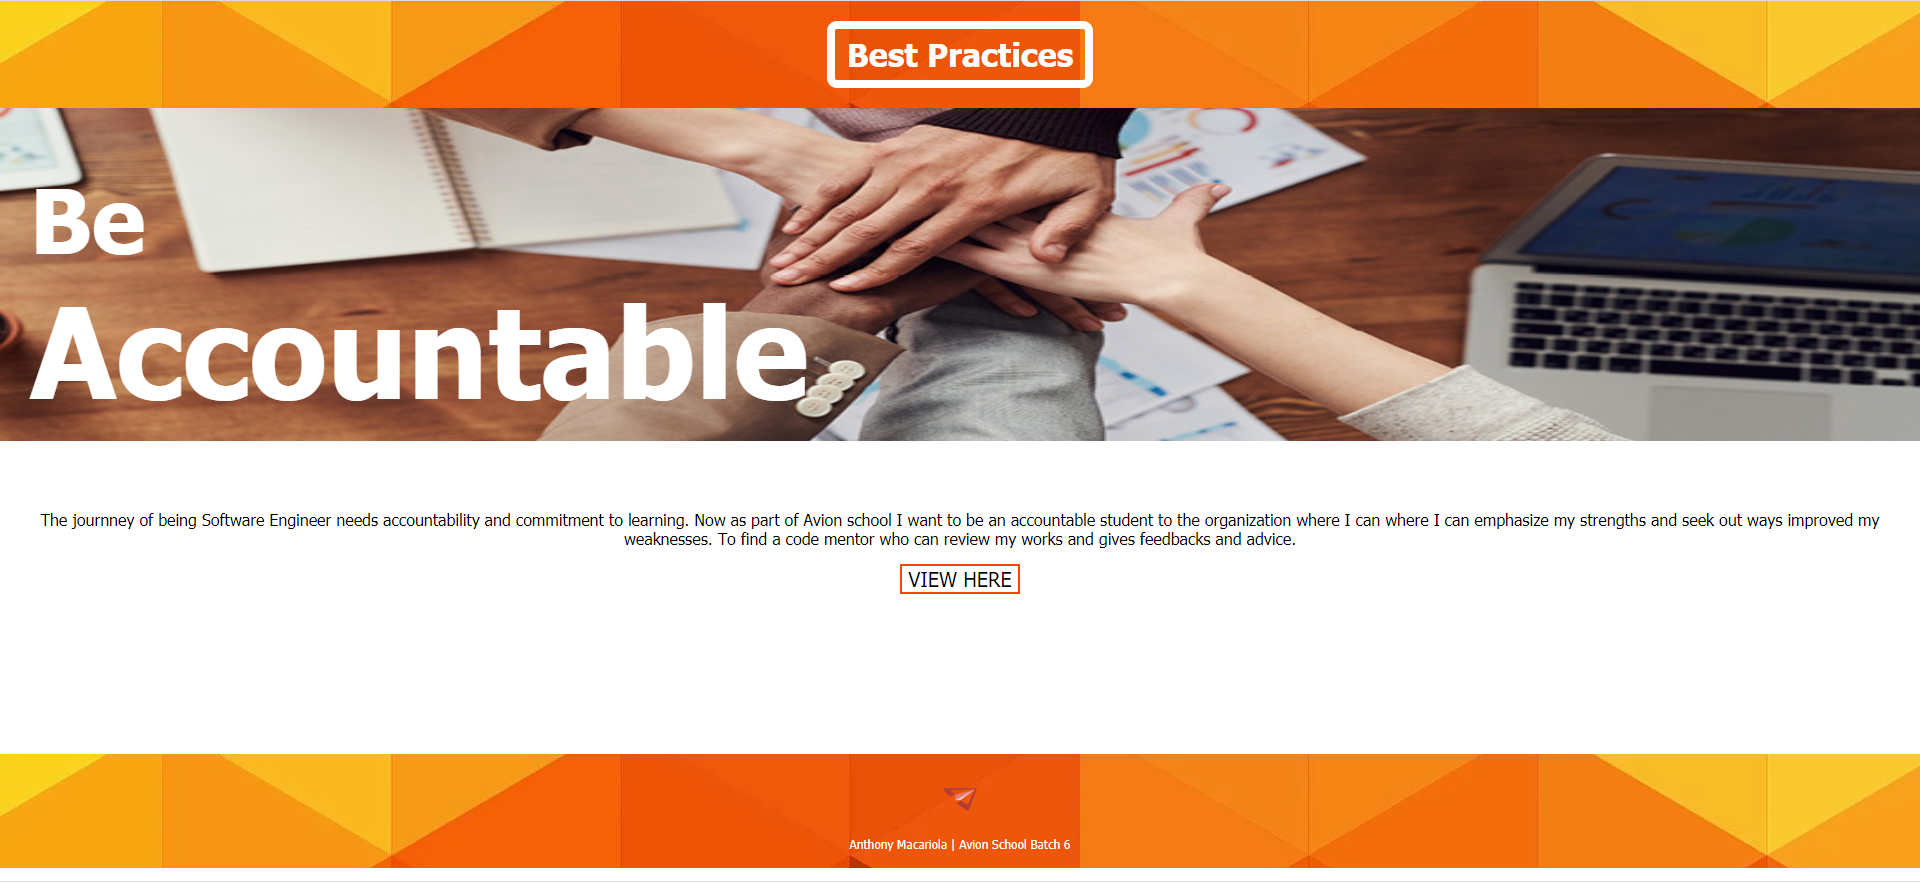 Best Practices
Be
Accountable
The journney of being Software Engineer needs accountability and commitment to learning. Now as part of Avion school I want to be an accountable student to the organization where I can where I can emphasize my strengths and seek out ways improved my
weaknesses. To find a code mentor who can review my works and gives feedbacks and advice.
VIEW HERE
Anthony Macariola | Avion School Batch 6